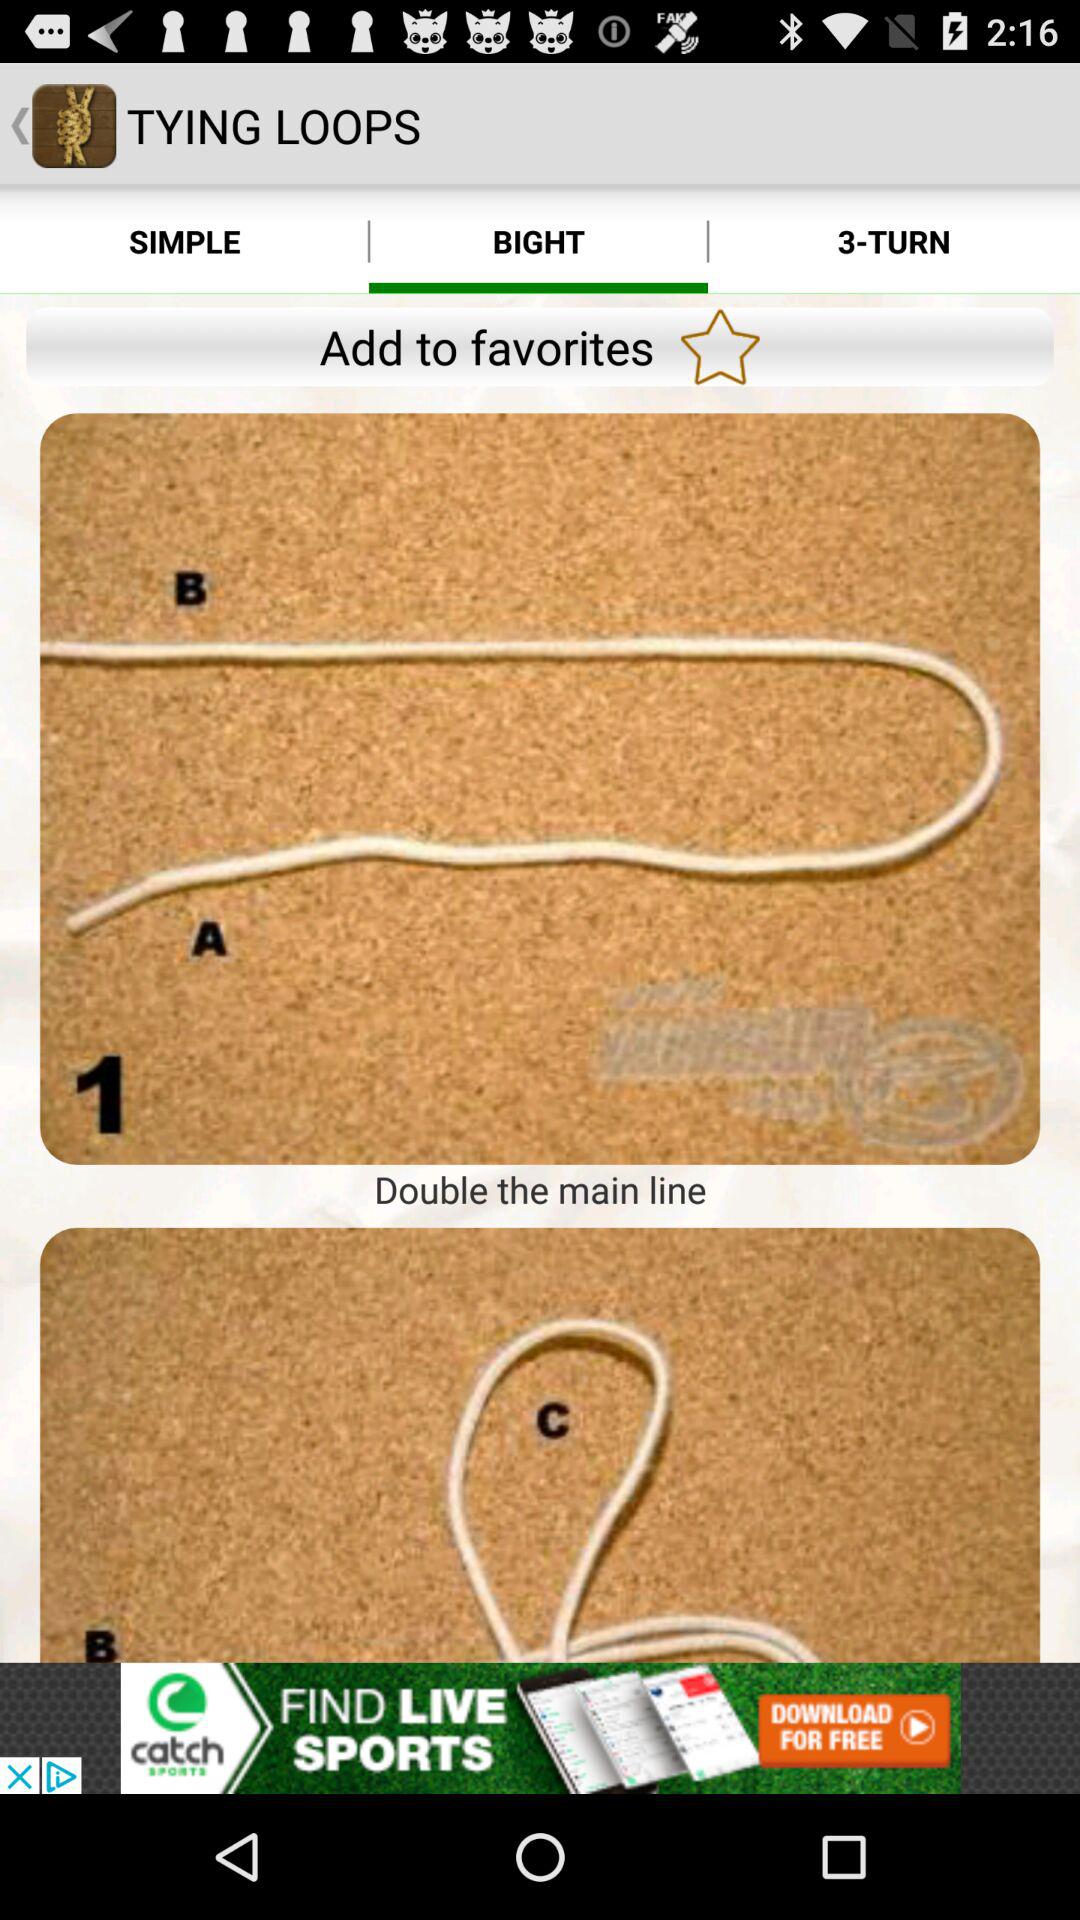 FAKE
2:16
TYING LOOPS
SIMPLE
BIGHT
3-TURN
Add to favorites
B
A
1
Double the main line
C
B
catch
SPORTS
FIND LIVE
SPORTS
DOWNLOAD
FOR FREE